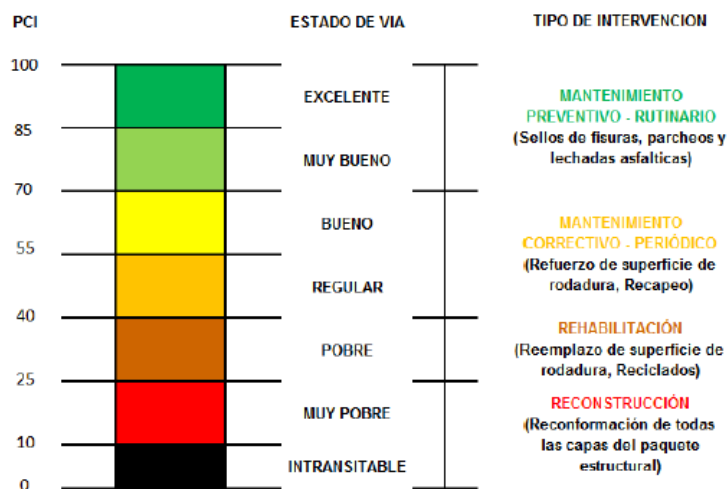 PCI ESTADO DE VIA TIPO DE INTERVENCION
100
EXCELENTE
MANTENIMIENTO
PREVENTIVO - RUTINARIO
(Sellos de fisuras, parcheos y
lechadas asfalticas)
85
MUY BUENO
70
BUENO
MANTENIMIENTO
CORRECTIVO - PERIÓDICO
(Refuerzo de superficie de
rodadura, Recapeo)
55
REGULAR
40
POBRE
REHABILITACIÓN
(Reemplazo de superficie de
rodadura, Reciclados)
25
MUY POBRE
RECONSTRUCCIÓN
(Reconformación de todas
las capas del paquete
estructural)
10
INTRANSITABLE
0